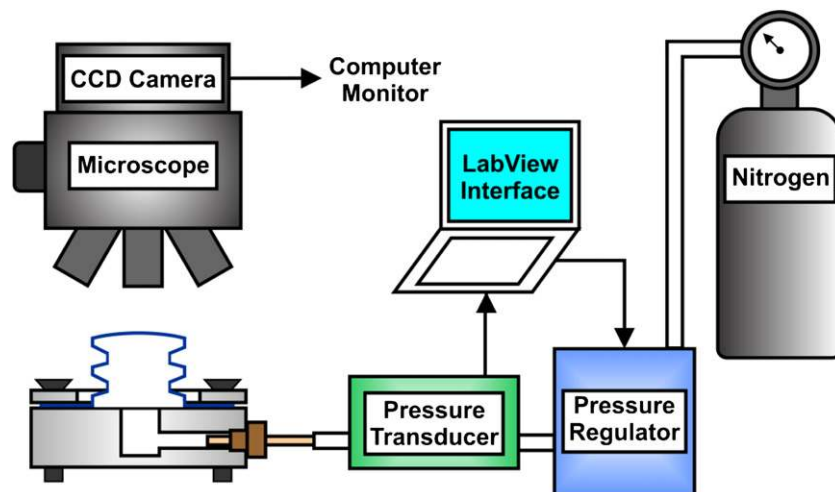 CCD Camera
Computer
Monitor
Microscope
LabView
Interface
Nitrogen
Pressure
Transducer
Pressure
Regulator